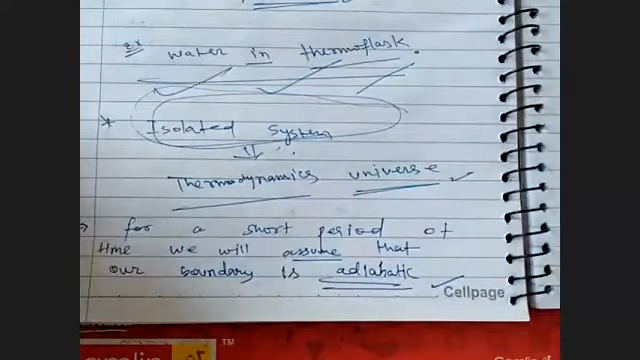 ex water in thermoflask.
* Isolated system
⇓
Thermodynamics universe
⇒ for a short period of
time we will assume that
our boundary is adiabatic
Cellpage
TM